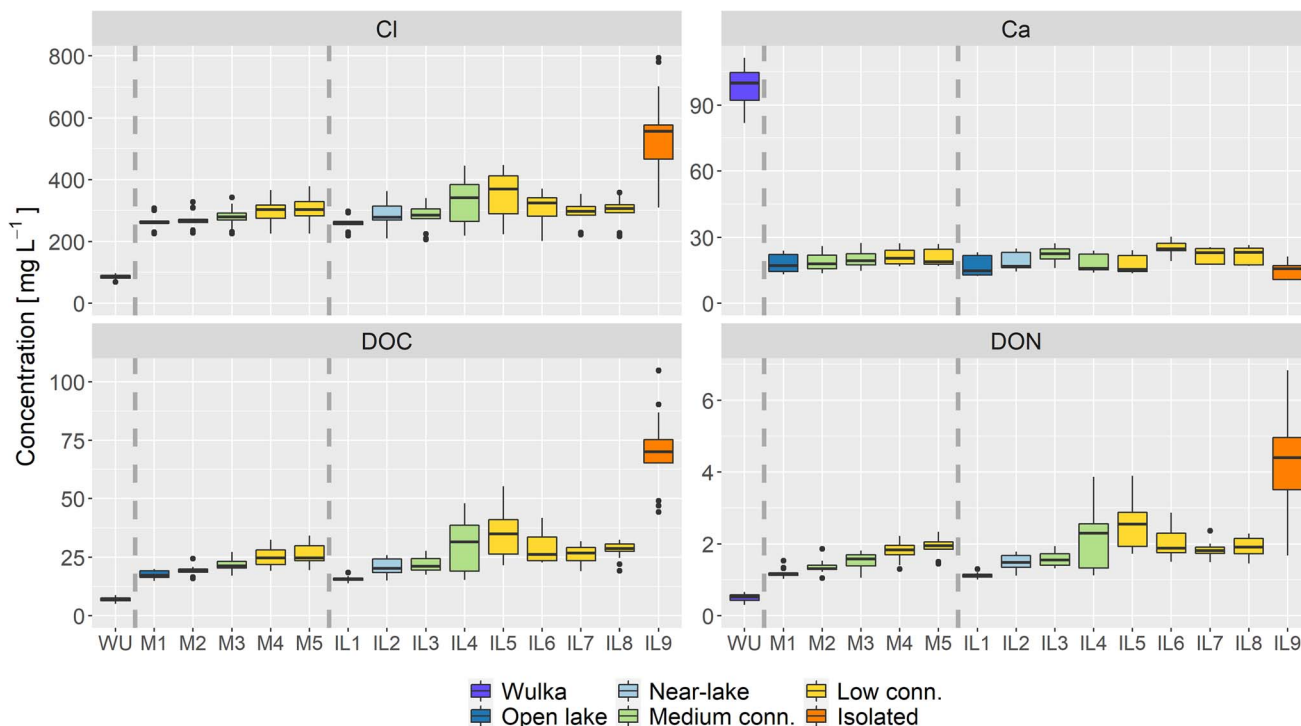 Cl
Ca
Concentration [mg L⁻¹]
800
600
400
200
0
90
60
30
0
DOC
DON
100
75
50
25
0
6
4
2
0
WU M1 M2 M3 M4 M5 IL1 IL2 IL3 IL4 IL5 IL6 IL7 IL8 IL9
WU M1 M2 M3 M4 M5 IL1 IL2 IL3 IL4 IL5 IL6 IL7 IL8 IL9
Wulka Near-lake Low conn.
Open lake Medium conn. Isolated